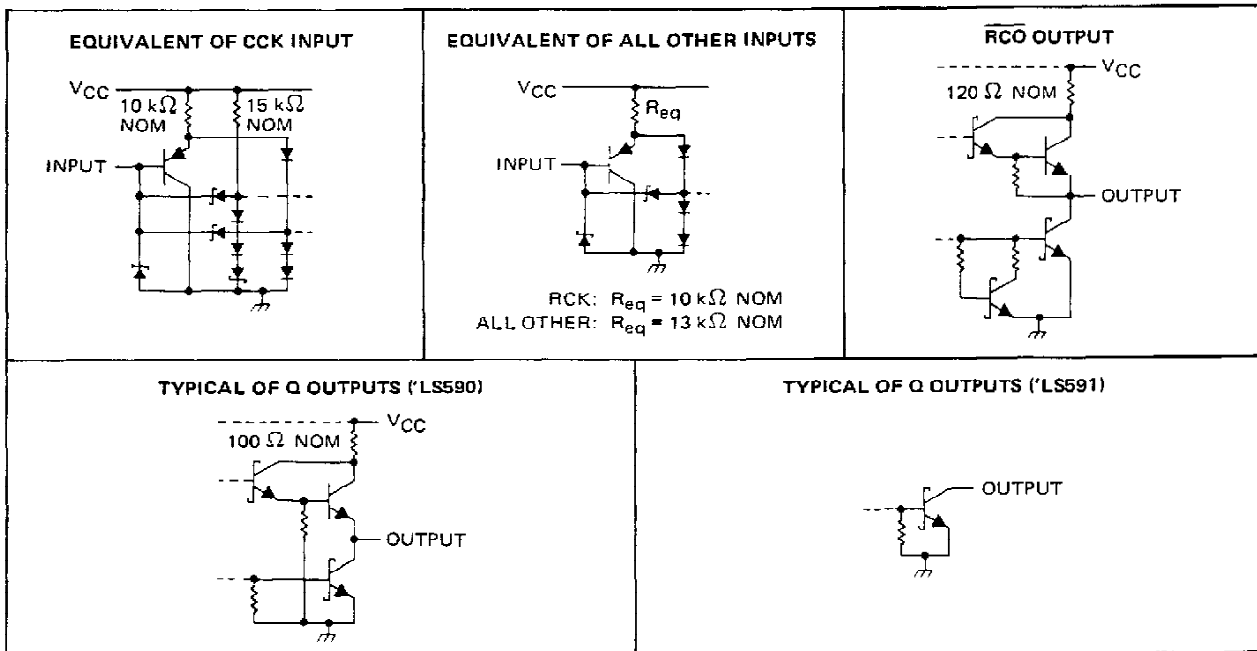 EQUIVALENT OF CCK INPUT
VCC
10 kΩ
NOM
15 kΩ
NOM
INPUT
EQUIVALENT OF ALL OTHER INPUTS
VCC
Req
INPUT
RCK: Req = 10 kΩ NOM
ALL OTHER: Req = 13 kΩ NOM
R̅C̅O̅ OUTPUT
VCC
120 Ω NOM
OUTPUT
TYPICAL OF Q OUTPUTS ('LS590)
VCC
100 Ω NOM
OUTPUT
TYPICAL OF Q OUTPUTS ('LS591)
OUTPUT